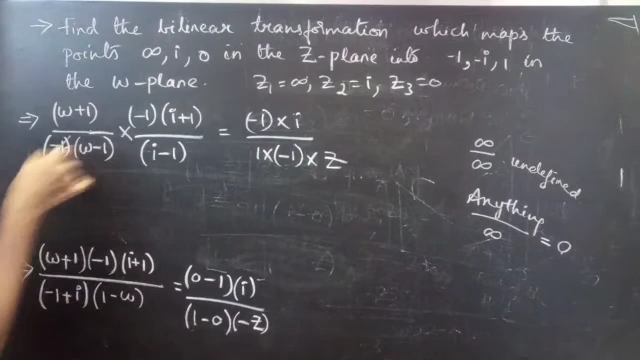 → Find the bilinear transformation which maps the
points ∞, i, 0 in the Z-plane into -1, -i, 1 in
the w-plane. Z₁=∞, Z₂=i, Z₃=0
⇒ (w+1)/(-1)(w-1) × (-1)(i+1)/(i-1) = (-1)×i/1×(-1)×Z
∞/∞ undefined
Anything/∞ = 0
(w+1)(-1)(i+1)/(-1+i)(1-w) = (0-1)(i)/(1-0)(-Z)